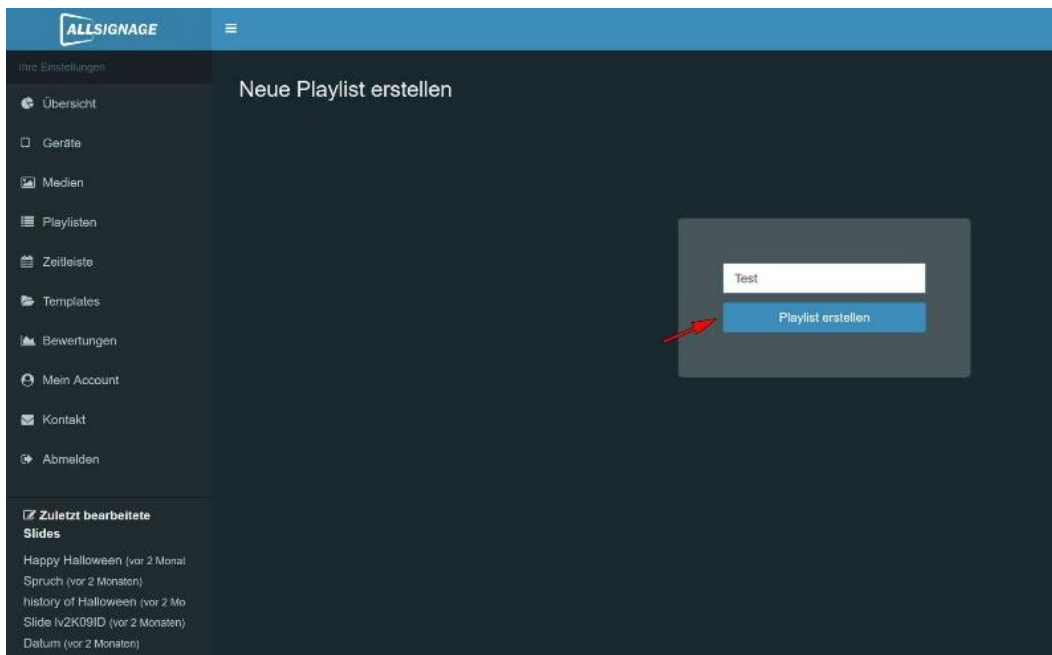 ALLSIGNAGE
Ihre Einstellungen
Neue Playlist erstellen
Übersicht
Geräte
Medien
Playlisten
Zeitleiste
Templates
Bewertungen
Mein Account
Kontakt
Abmelden
Test
Playlist erstellen
Zuletzt bearbeitete
Slides
Happy Halloween (vor 2 Monat
Spruch (vor 2 Monaten)
history of Halloween (vor 2 Mo
Slide Iv2K09ID (vor 2 Monaten)
Datum (vor 2 Monaten)